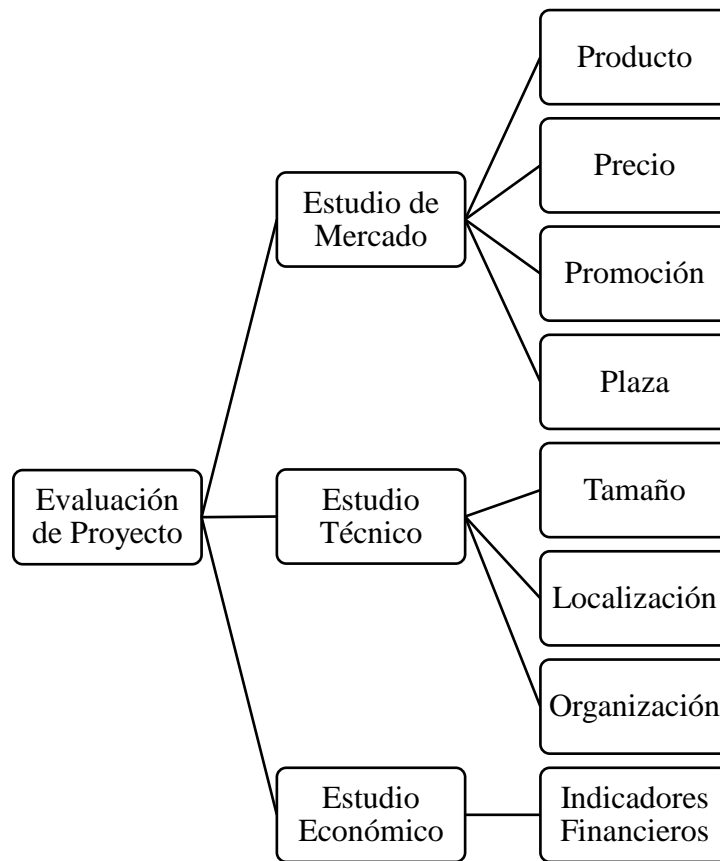 Evaluación
de Proyecto
Estudio de
Mercado
Producto
Precio
Promoción
Plaza
Estudio
Técnico
Tamaño
Localización
Organización
Estudio
Económico
Indicadores
Financieros